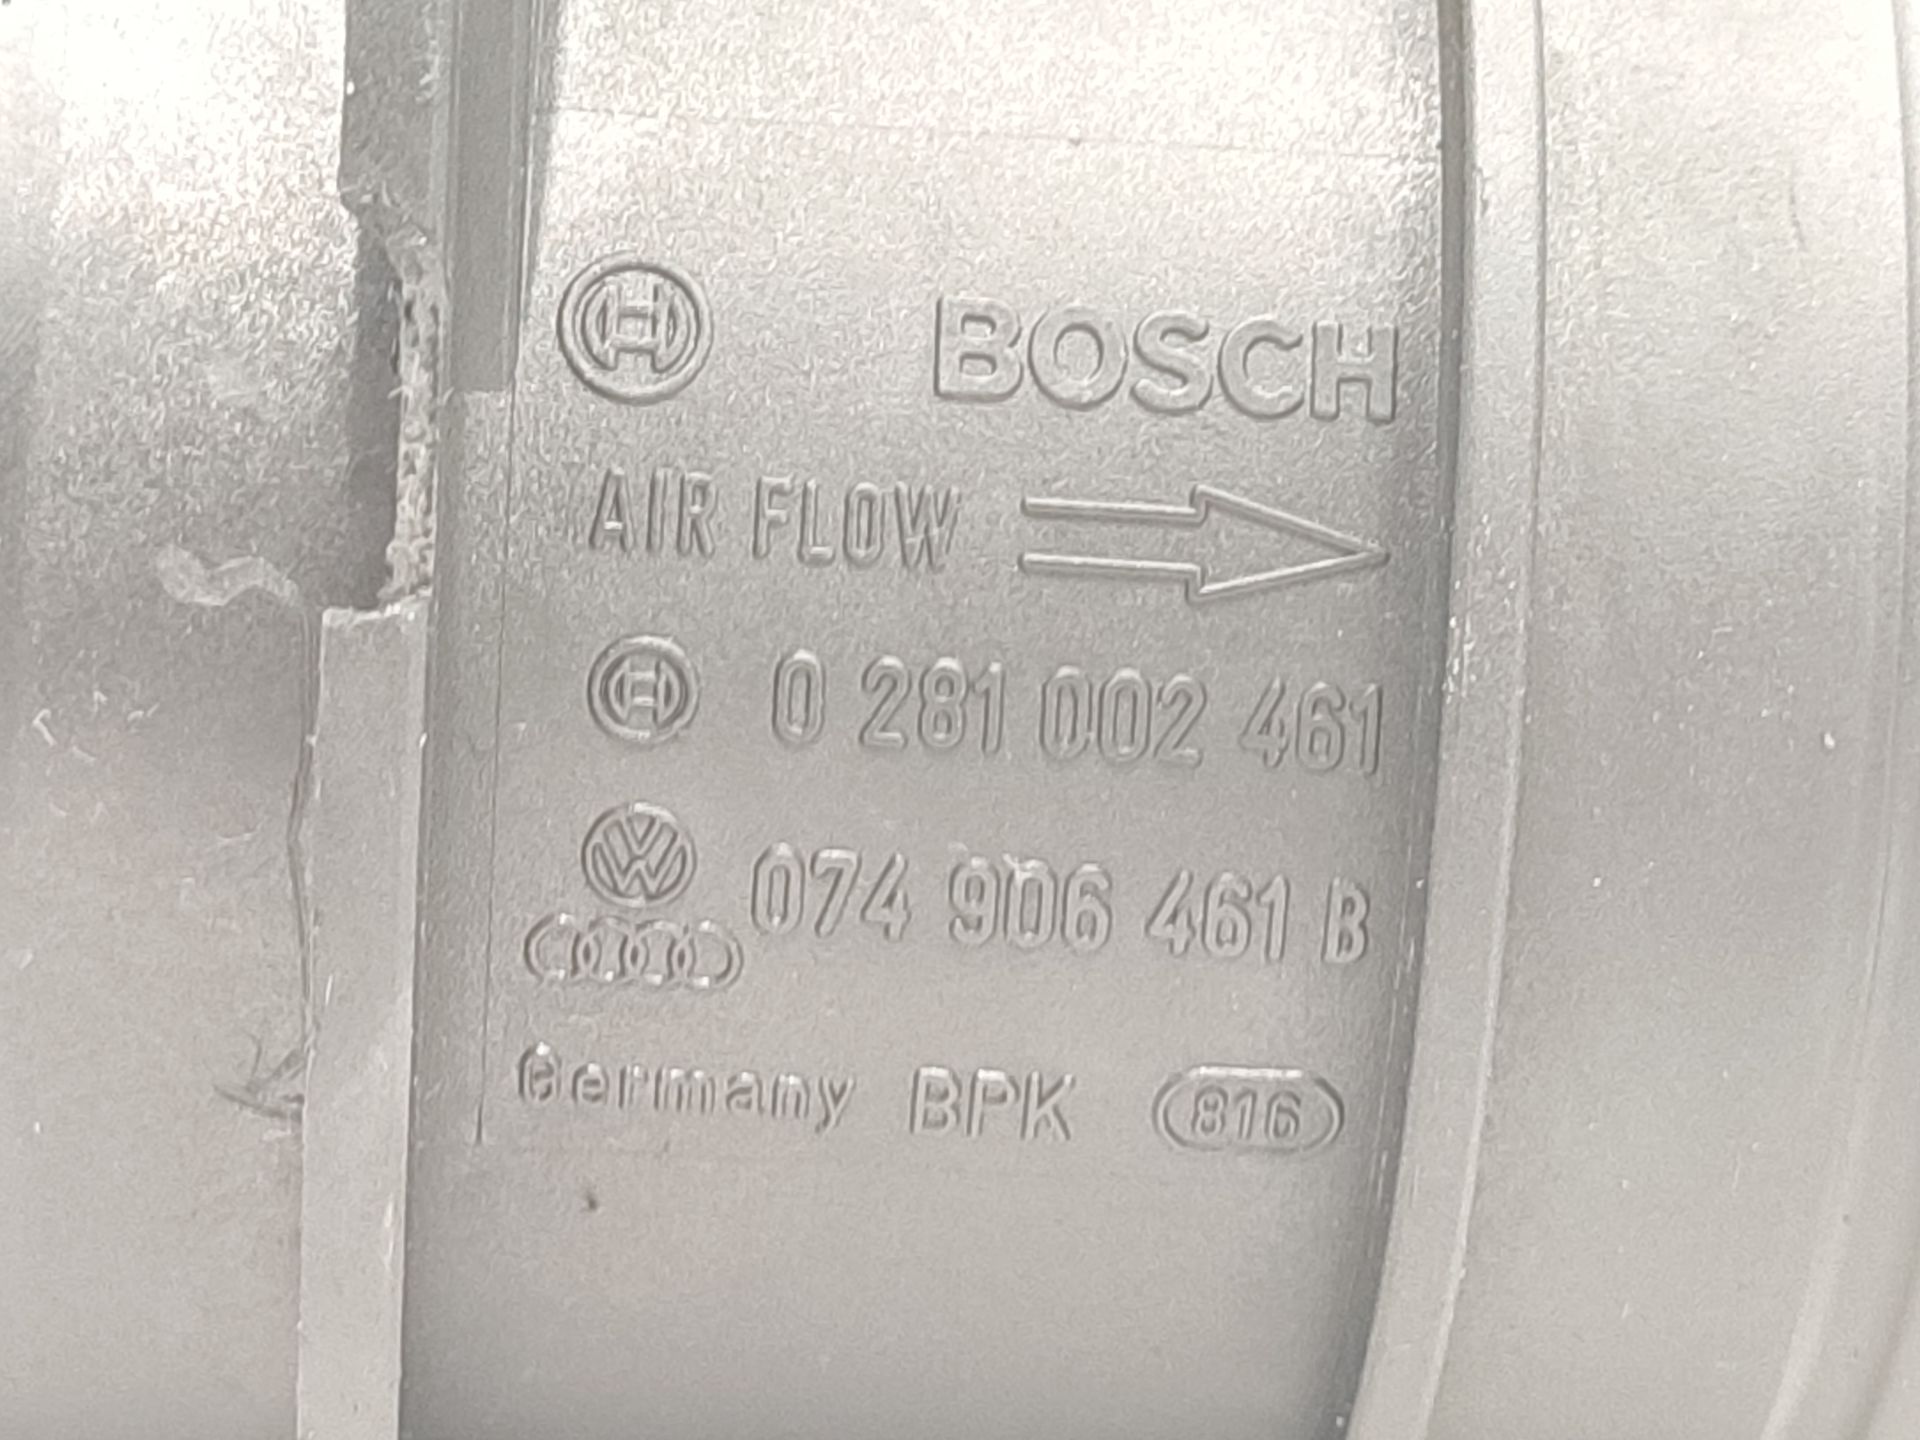 BOSCH
AIR FLOW
0 281 002 461
074 906 461 B
Germany BPK 816